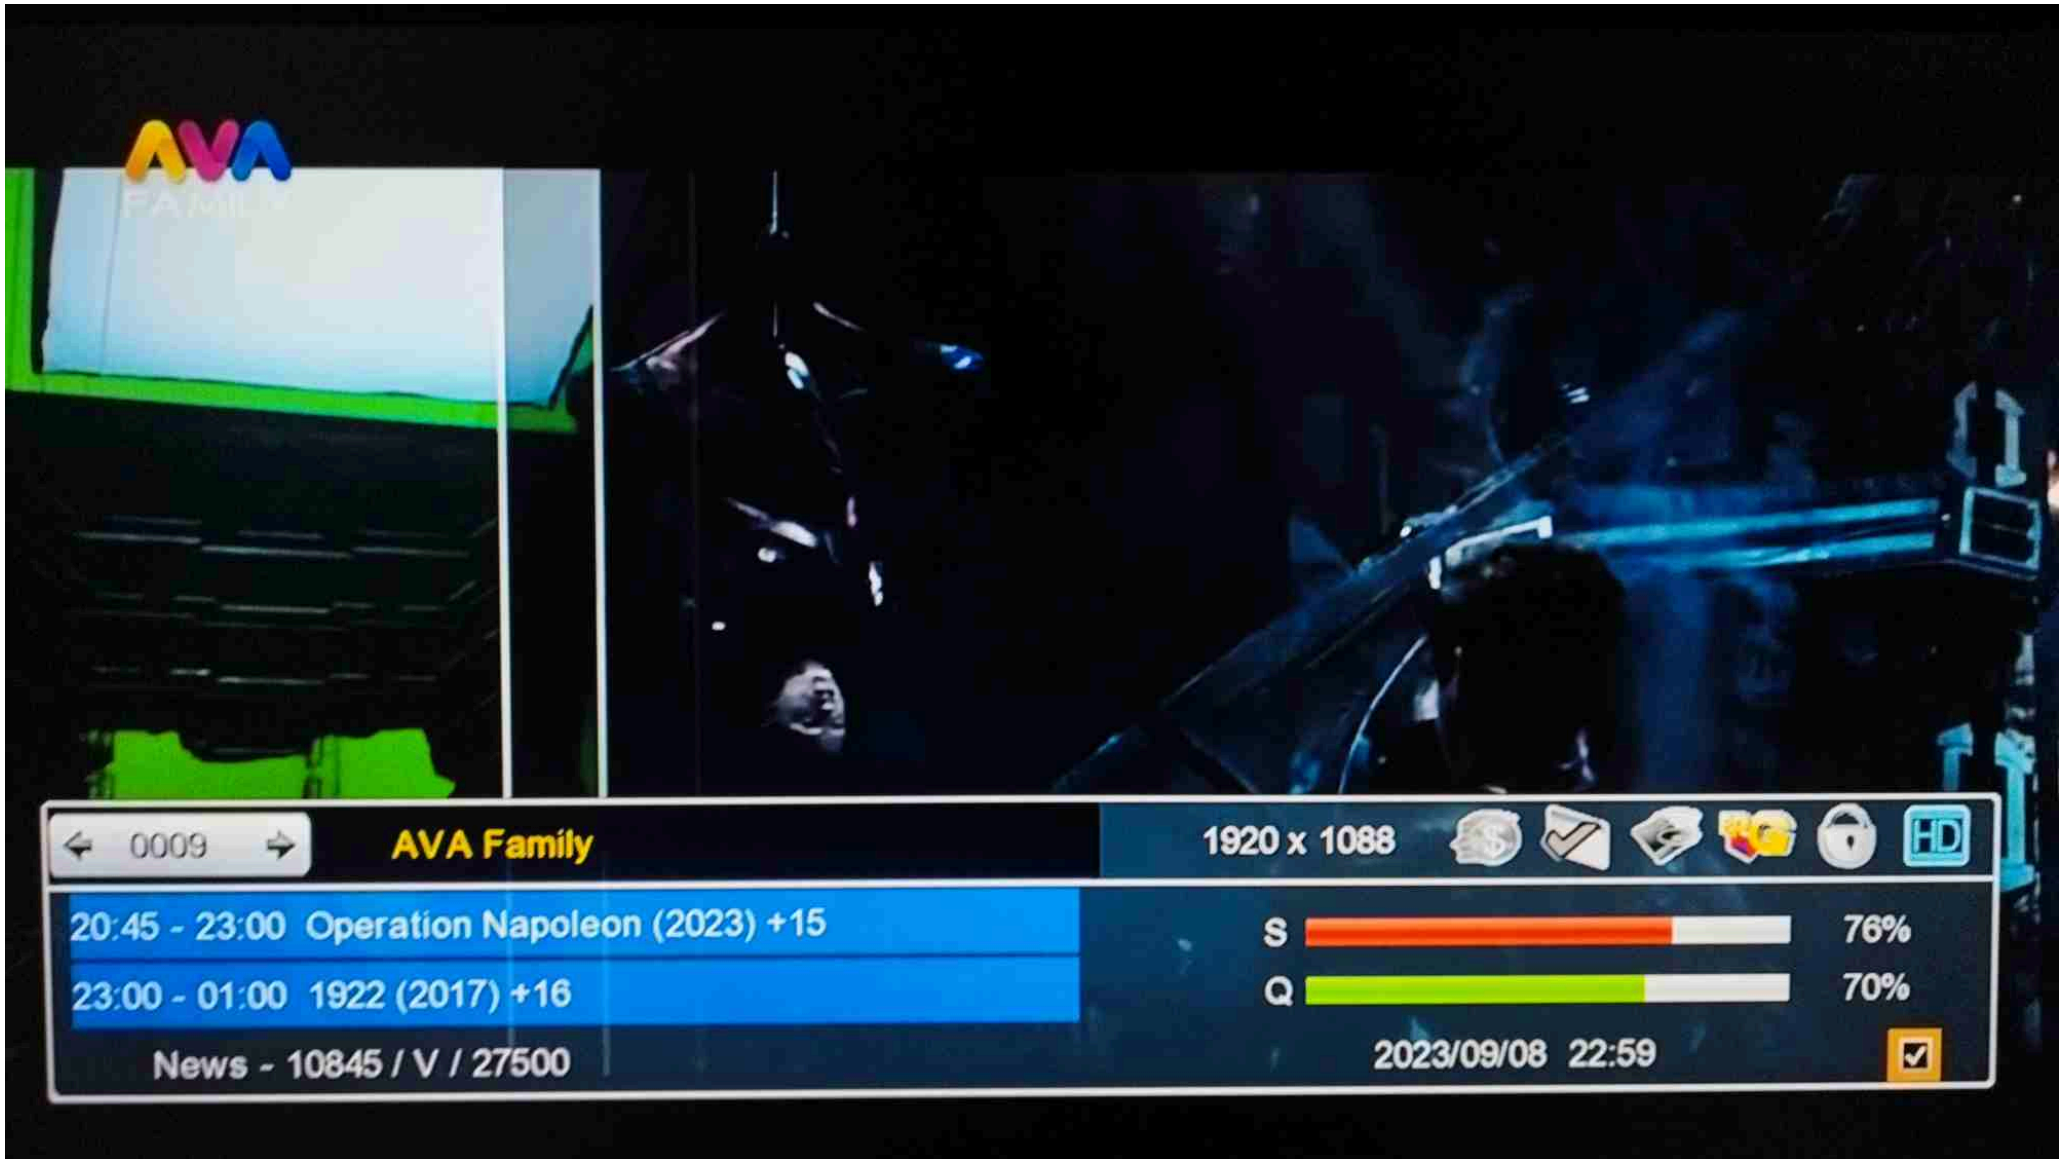 AVA
FAMILY
0009
AVA Family
1920 x 1088
HD
20:45 - 23:00 Operation Napoleon (2023) +15
S 76%
23:00 - 01:00 1922 (2017) +16
Q 70%
News - 10845 / V / 27500
2023/09/08 22:59